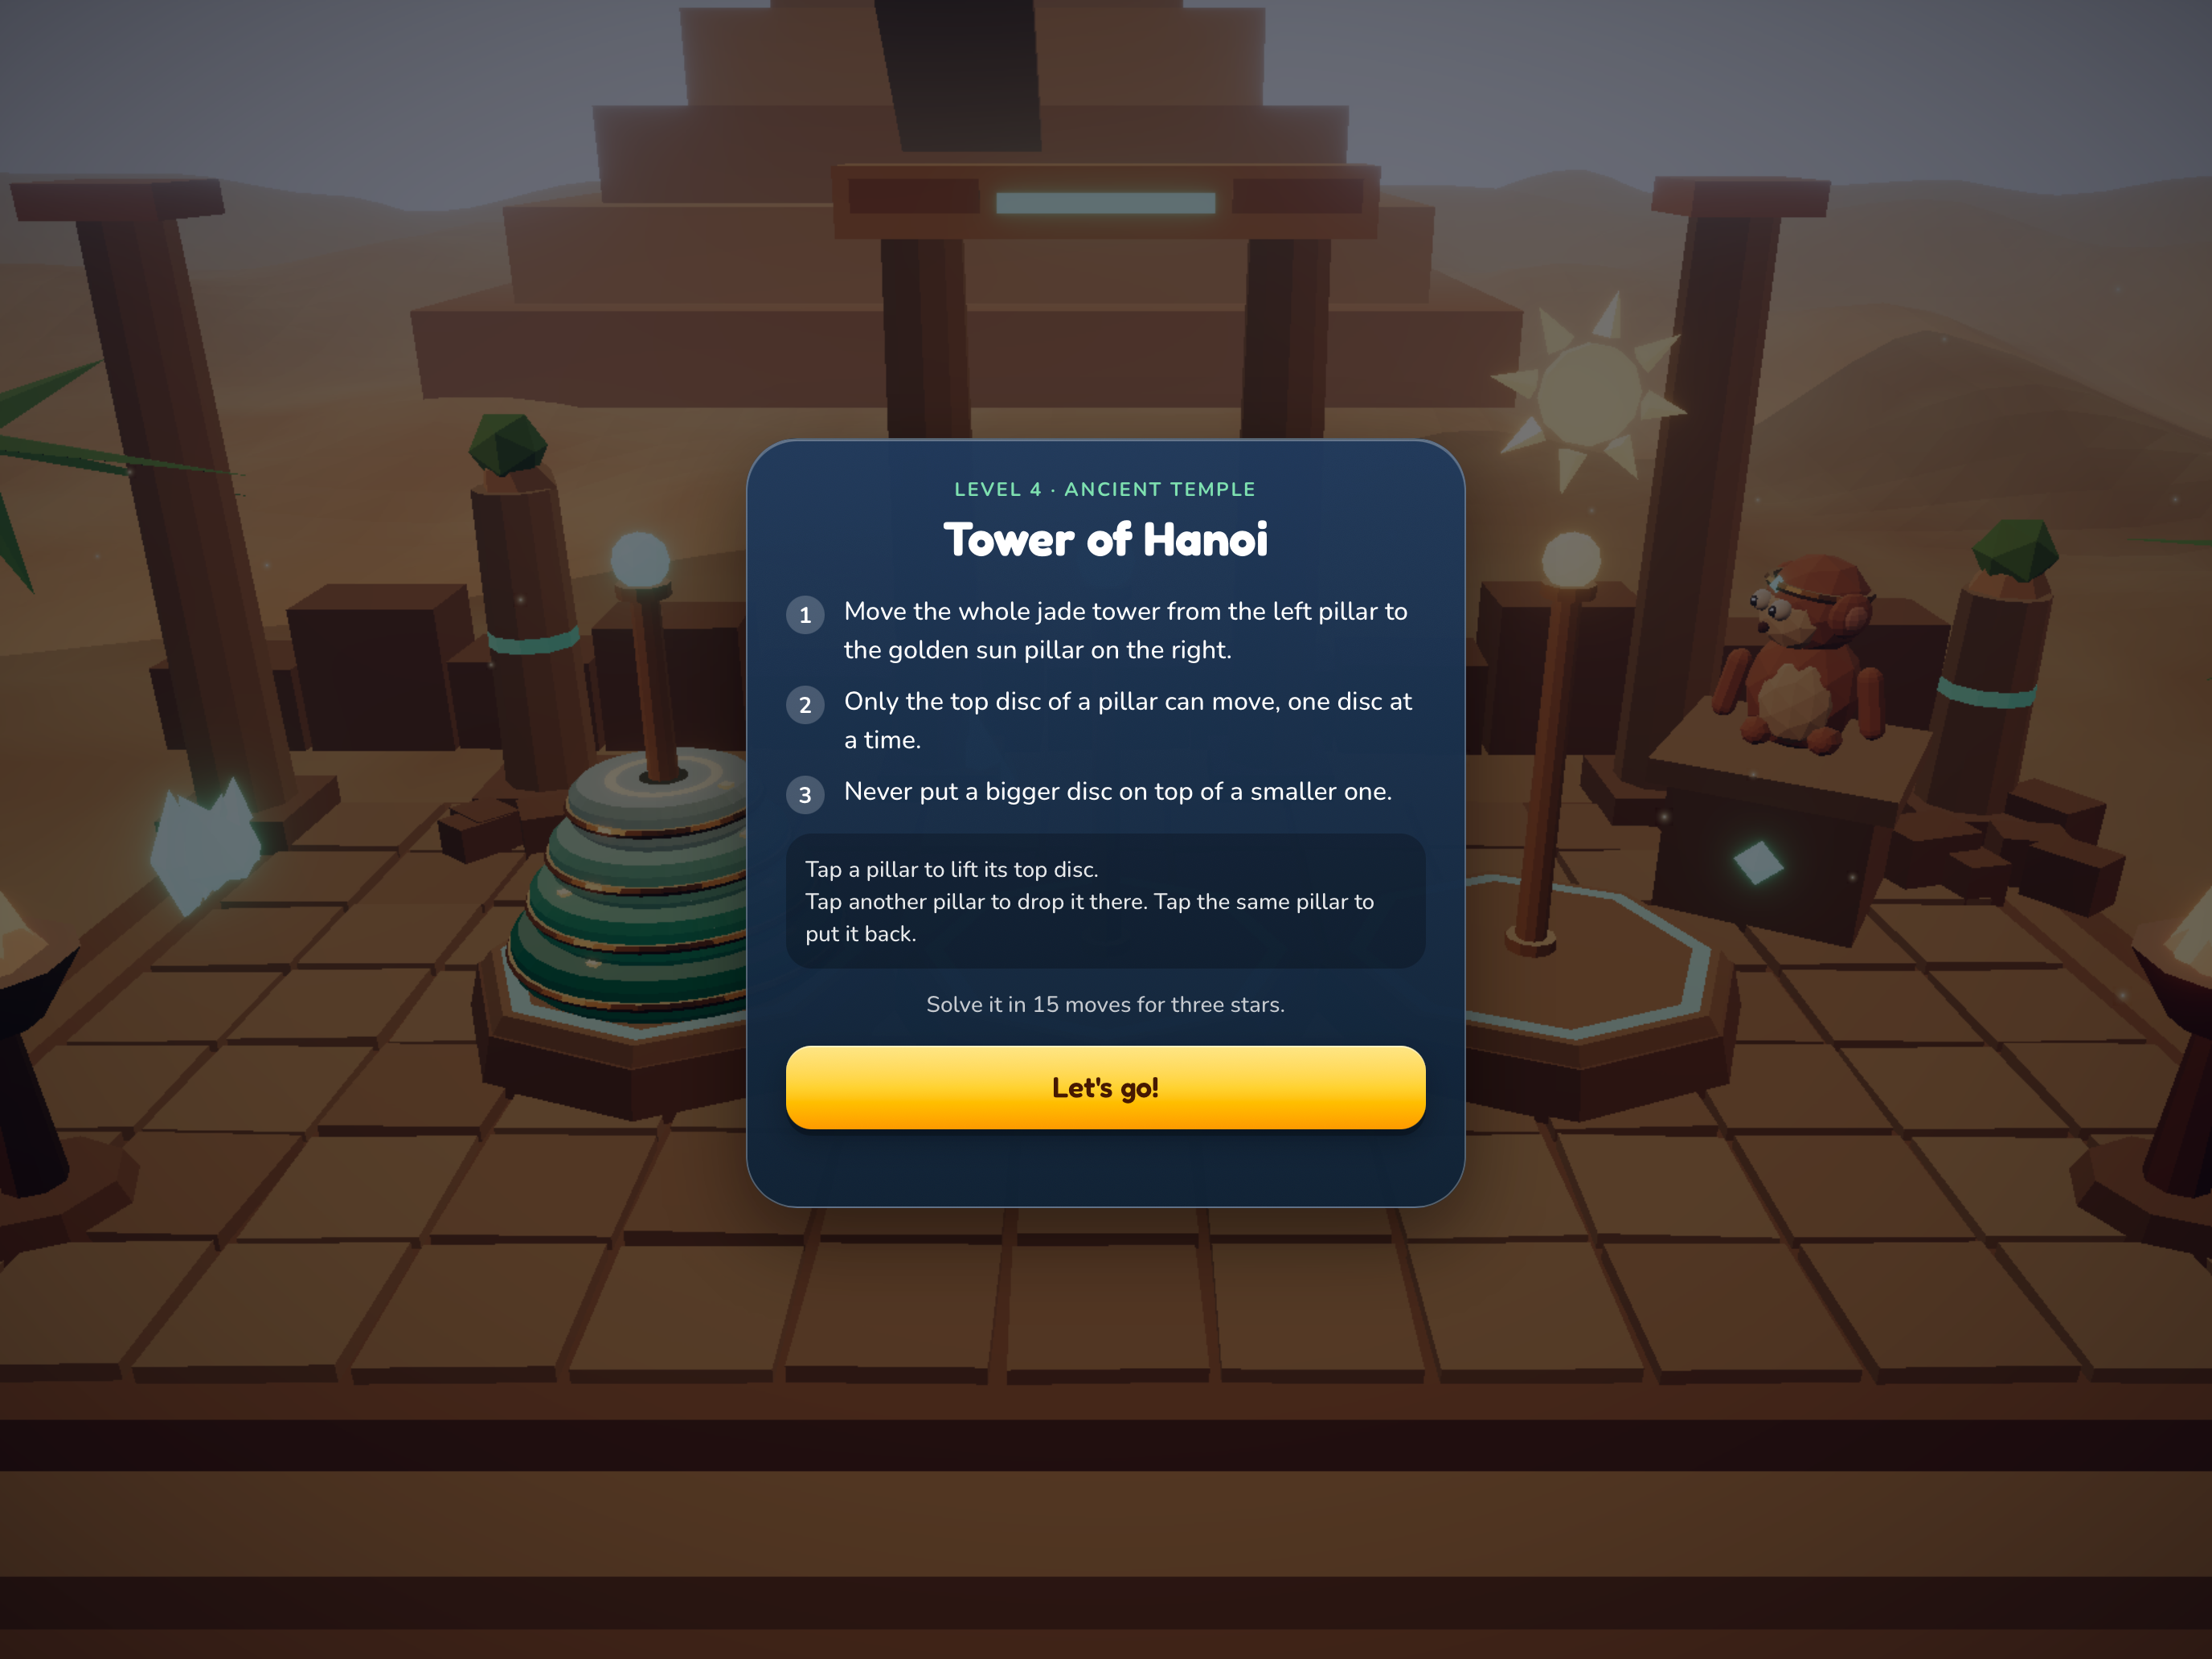 LEVEL 4 · ANCIENT TEMPLE
Tower of Hanoi
1 Move the whole jade tower from the left pillar to
the golden sun pillar on the right.
2 Only the top disc of a pillar can move, one disc at
a time.
3 Never put a bigger disc on top of a smaller one.
Tap a pillar to lift its top disc.
Tap another pillar to drop it there. Tap the same pillar to
put it back.
Solve it in 15 moves for three stars.
Let's go!